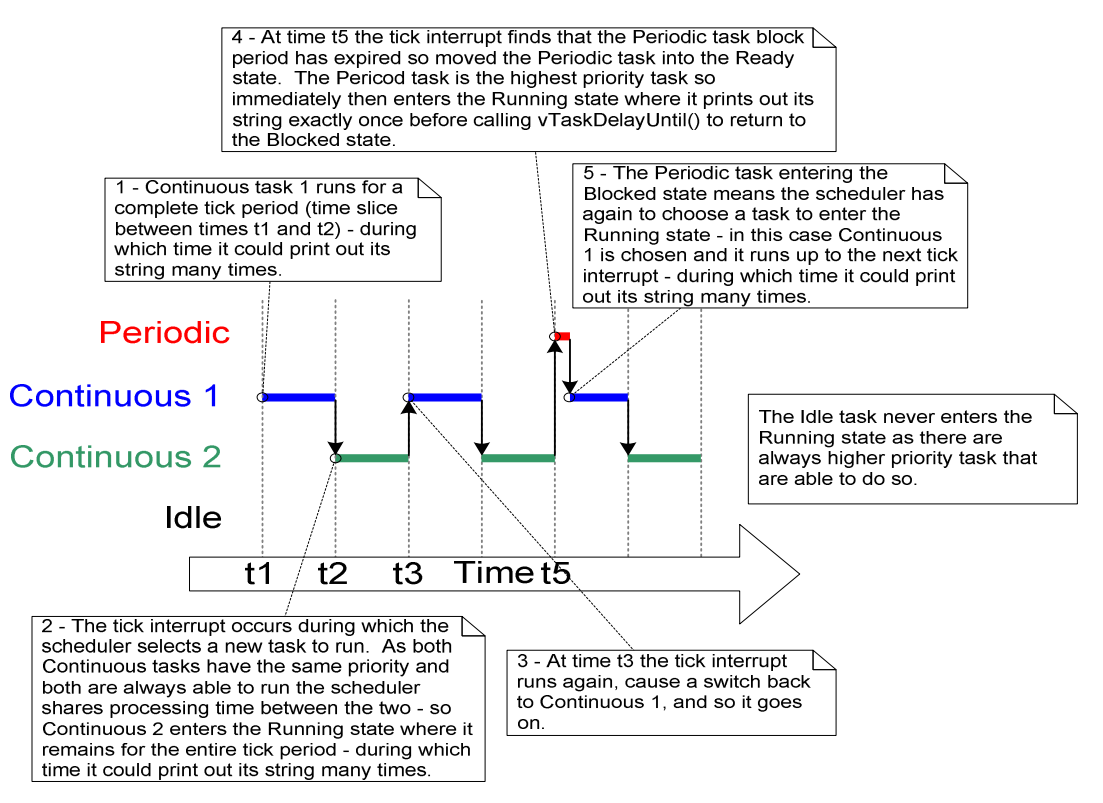 4 - At time t5 the tick interrupt finds that the Periodic task block
period has expired so moved the Periodic task into the Ready
state.  The Pericod task is the highest priority task so
immediately then enters the Running state where it prints out its
string exactly once before calling vTaskDelayUntil() to return to
the Blocked state.
1 - Continuous task 1 runs for a
complete tick period (time slice
between times t1 and t2) - during
which time it could print out its
string many times.
5 - The Periodic task entering the
Blocked state means the scheduler has
again to choose a task to enter the
Running state - in this case Continuous
1 is chosen and it runs up to the next tick
interrupt - during which time it could print
out its string many times.
Periodic
Continuous 1
Continuous 2
Idle
The Idle task never enters the
Running state as there are
always higher priority task that
are able to do so.
t1 t2 t3 Time t5
2 - The tick interrupt occurs during which the
scheduler selects a new task to run.  As both
Continuous tasks have the same priority and
both are always able to run the scheduler
shares processing time between the two - so
Continuous 2 enters the Running state where it
remains for the entire tick period - during which
time it could print out its string many times.
3 - At time t3 the tick interrupt
runs again, cause a switch back
to Continuous 1, and so it goes
on.